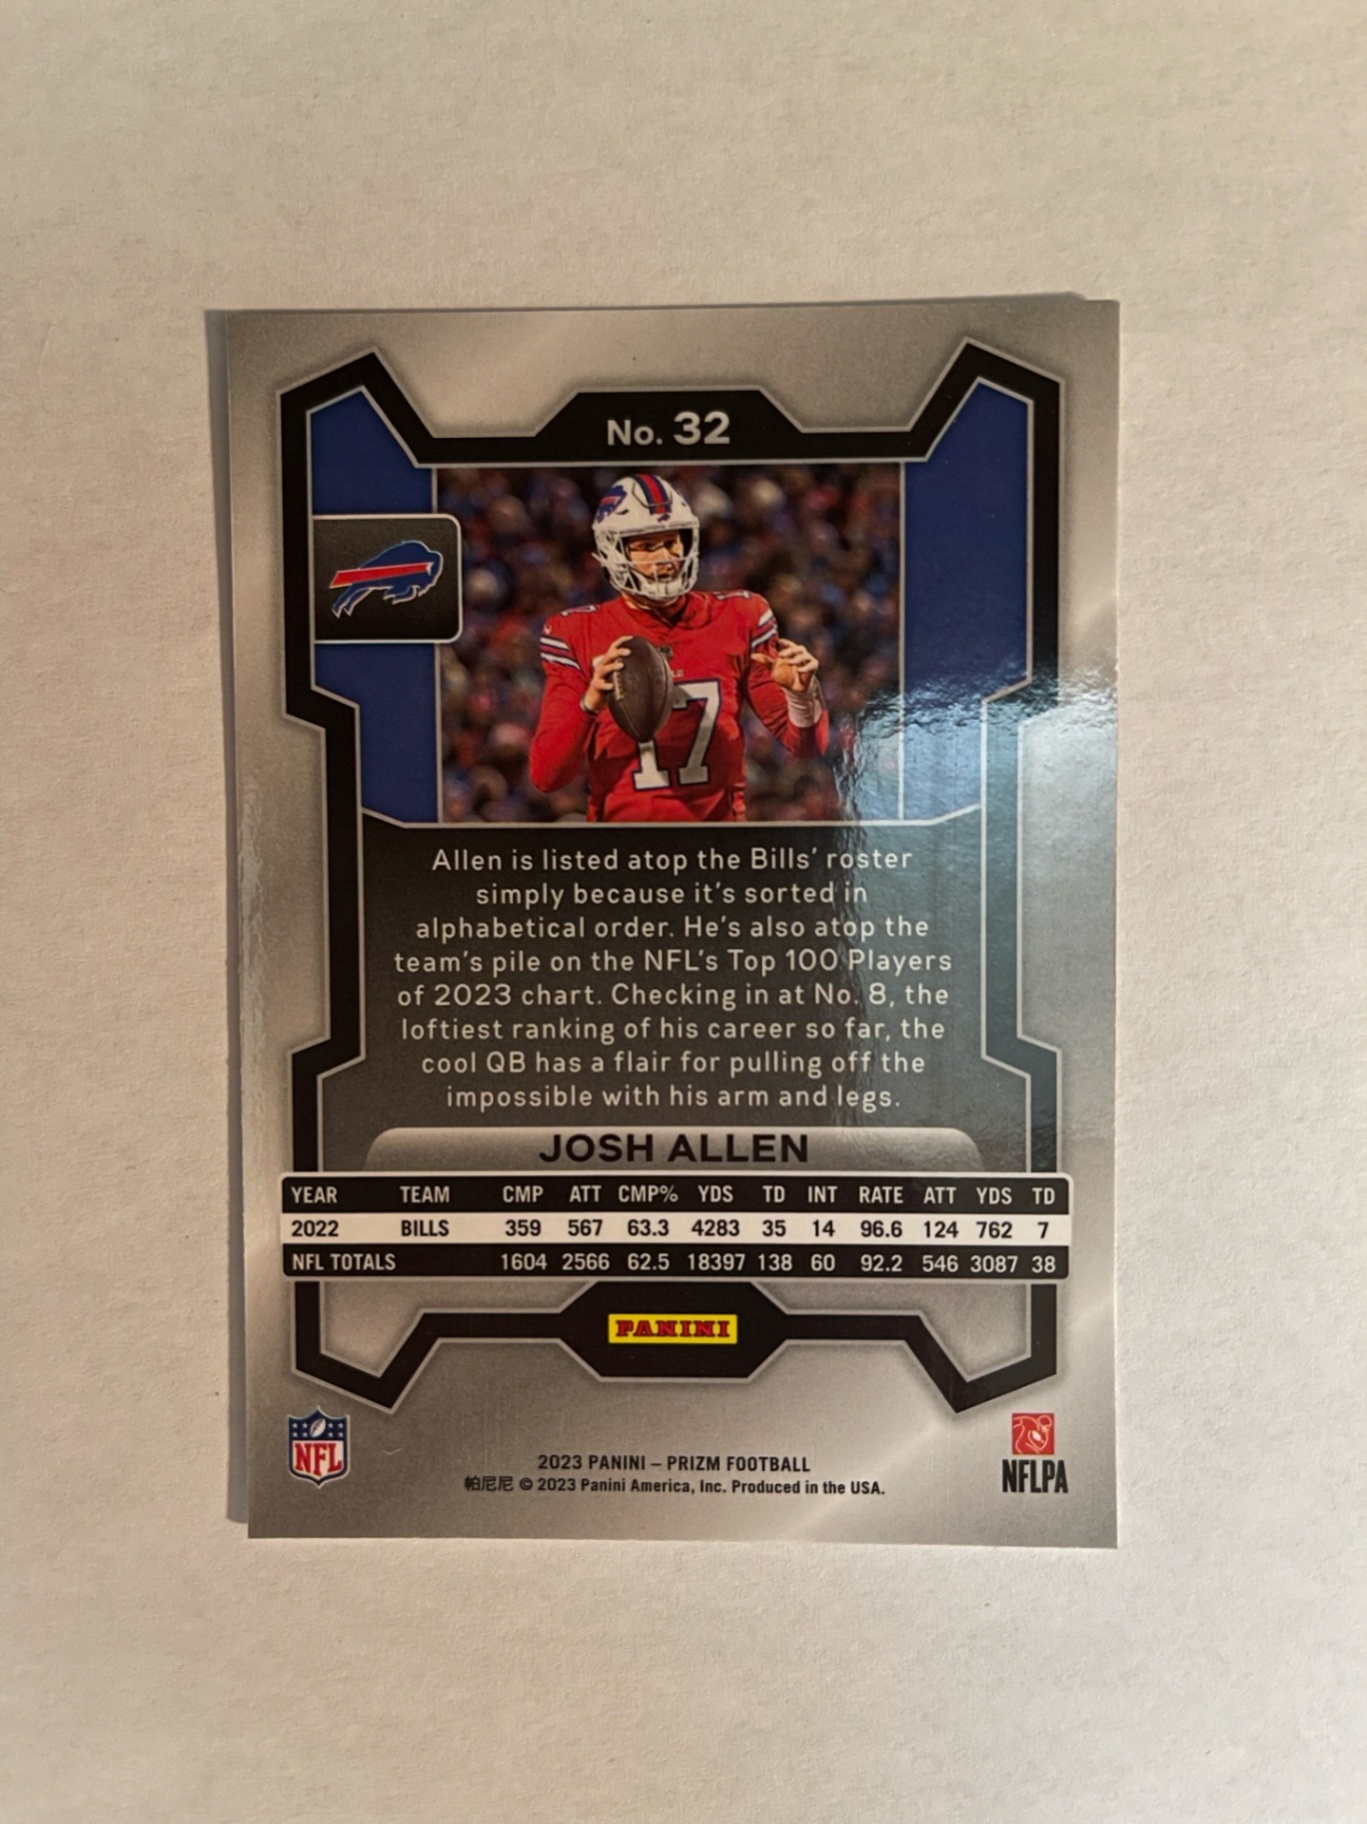 No. 32
17
17
Allen is listed atop the Bills' roster
simply because it's sorted in
alphabetical order. He's also atop the
team's pile on the NFL's Top 100 Players
of 2023 chart. Checking in at No. 8, the
loftiest ranking of his career so far, the
cool QB has a flair for pulling off the
impossible with his arm and legs.
JOSH ALLEN
YEAR TEAM CMP ATT CMP% YDS TD INT RATE ATT YDS TD
2022 BILLS 359 567 63.3 4283 35 14 96.6 124 762 7
NFL TOTALS 1604 2566 62.5 18397 138 60 92.2 546 3087 38
PANINI
NFL
NFLPA
2023 PANINI – PRIZM FOOTBALL
帕尼尼 © 2023 Panini America, Inc. Produced in the USA.